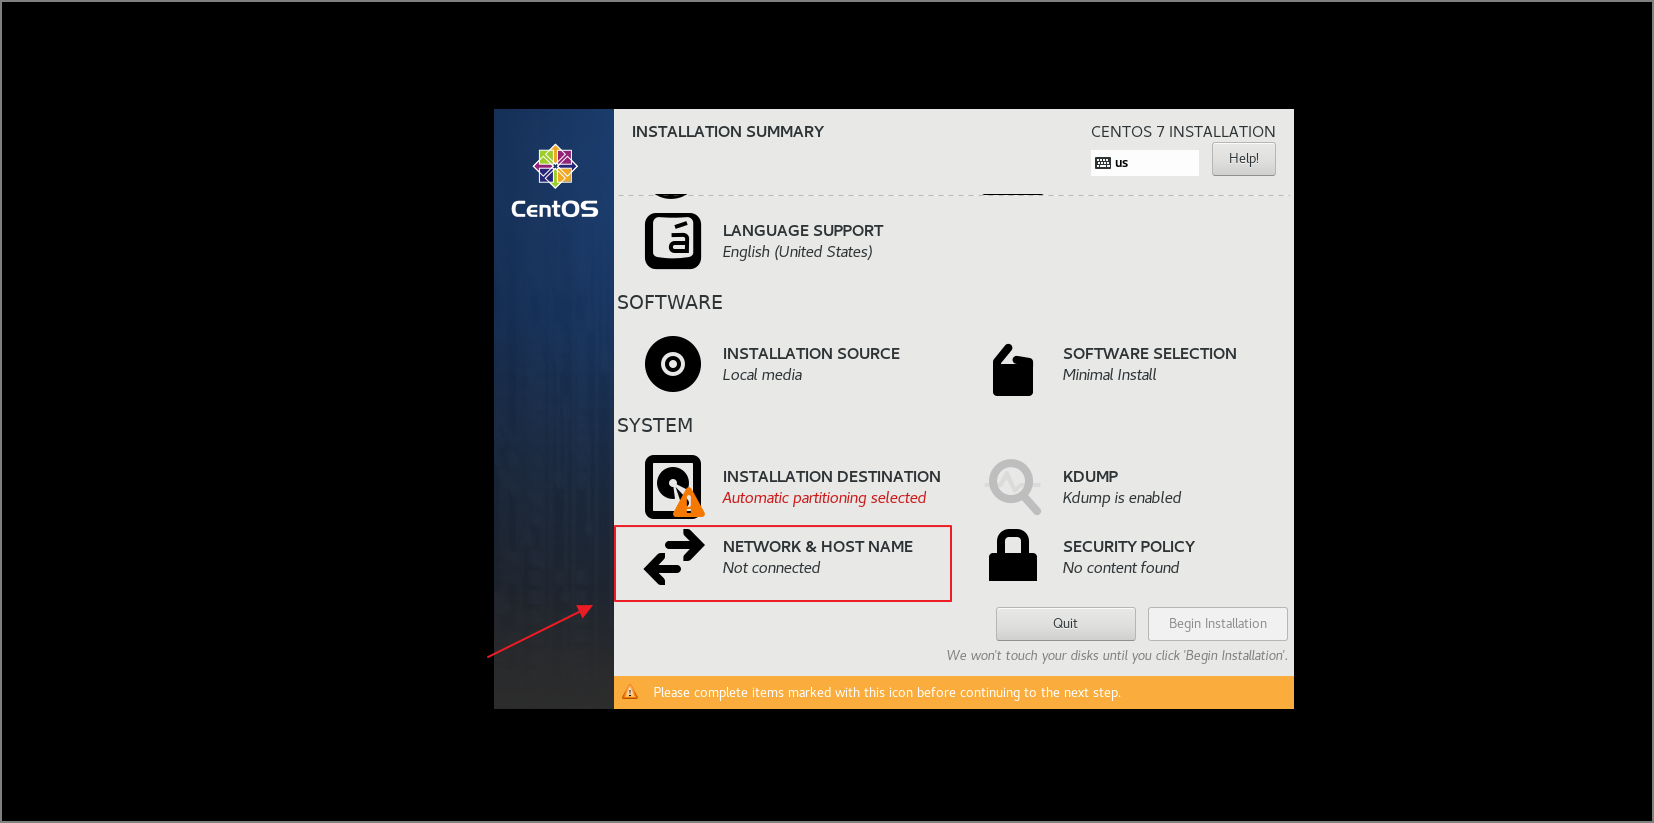 INSTALLATION SUMMARY
CENTOS 7 INSTALLATION
us
Help!
CentOS
á
LANGUAGE SUPPORT
English (United States)
SOFTWARE
INSTALLATION SOURCE
Local media
SOFTWARE SELECTION
Minimal Install
SYSTEM
INSTALLATION DESTINATION
Automatic partitioning selected
KDUMP
Kdump is enabled
NETWORK & HOST NAME
Not connected
SECURITY POLICY
No content found
Quit
Begin Installation
We won't touch your disks until you click 'Begin Installation'.
Please complete items marked with this icon before continuing to the next step.